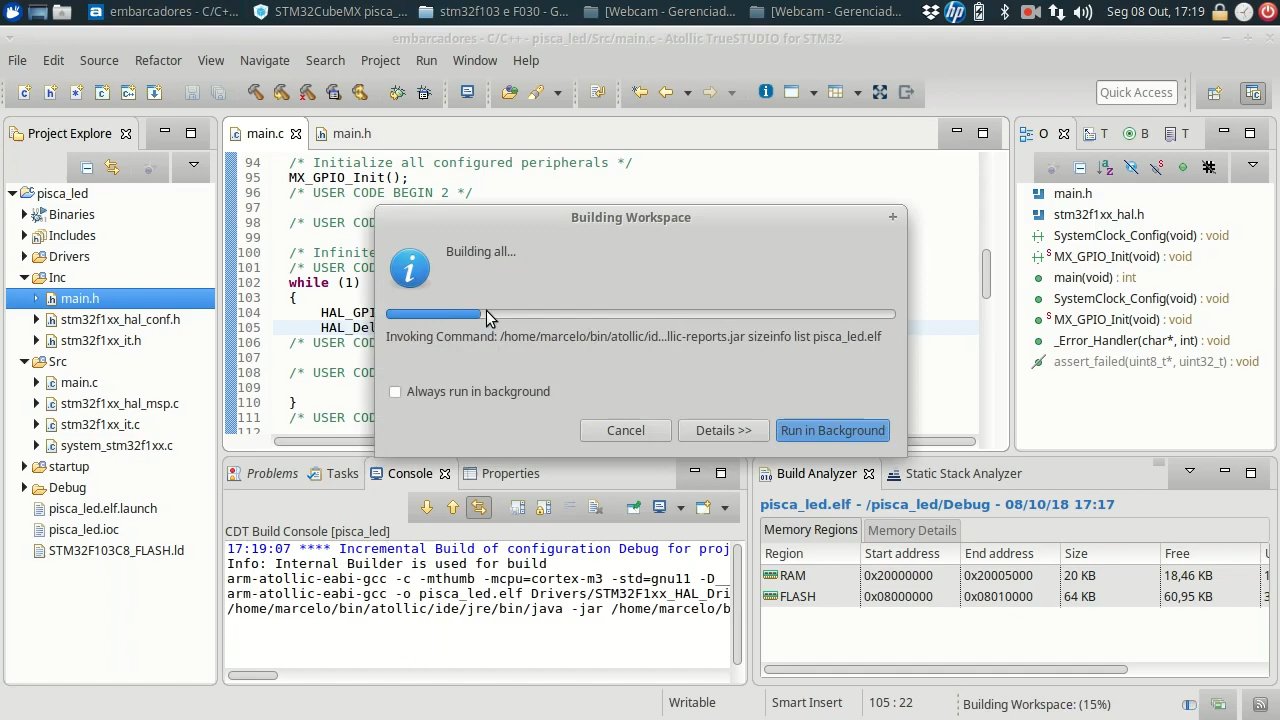 embarcadores - C/C+...
STM32CubeMX pisca_...
stm32f103 e F030 - G...
[Webcam - Gerenciad...
[Webcam - Gerenciad...
Seg 08 Out, 17:19
embarcadores - C/C++ - pisca_led/Src/main.c - Atollic TrueSTUDIO for STM32
File Edit Source Refactor View Navigate Search Project Run Window Help
Quick Access
Project Explore
pisca_led
Binaries
Includes
Drivers
Inc
main.h
stm32f1xx_hal_conf.h
stm32f1xx_it.h
Src
main.c
stm32f1xx_hal_msp.c
stm32f1xx_it.c
system_stm32f1xx.c
startup
Debug
pisca_led.elf.launch
pisca_led.ioc
STM32F103C8_FLASH.ld
main.c
main.h
94 /* Initialize all configured peripherals */
95 MX_GPIO_Init();
96 /* USER CODE BEGIN 2 */
97
98 /* USER COD
99
100 /* Infinite
101 /* USER COD
102 while (1)
103 {
104 HAL_GPI
105 HAL_Del
106 /* USER COD
107
108 /* USER COD
109
110 }
111 /* USER COD
112
Building Workspace
Building all...
Invoking Command: /home/marcelo/bin/atollic/id...llic-reports.jar sizeinfo list pisca_led.elf
Always run in background
Cancel
Details >>
Run in Background
O
T
B
T
main.h
stm32f1xx_hal.h
SystemClock_Config(void) : void
MX_GPIO_Init(void) : void
main(void) : int
SystemClock_Config(void) : void
MX_GPIO_Init(void) : void
_Error_Handler(char*, int) : void
assert_failed(uint8_t*, uint32_t) : void
Problems
Tasks
Console
Properties
CDT Build Console [pisca_led]
17:19:07 **** Incremental Build of configuration Debug for proj
Info: Internal Builder is used for build
arm-atollic-eabi-gcc -c -mthumb -mcpu=cortex-m3 -std=gnu11 -D__
arm-atollic-eabi-gcc -o pisca_led.elf Drivers/STM32F1xx_HAL_Dri
/home/marcelo/bin/atollic/ide/jre/bin/java -jar /home/marcelo/b
Build Analyzer
Static Stack Analyzer
pisca_led.elf - /pisca_led/Debug - 08/10/18 17:17
Memory Regions
Memory Details
Region Start address End address Size Free
RAM 0x20000000 0x20005000 20 KB 18,46 KB
FLASH 0x08000000 0x08010000 64 KB 60,95 KB
Writable
Smart Insert
105 : 22
Building Workspace: (15%)